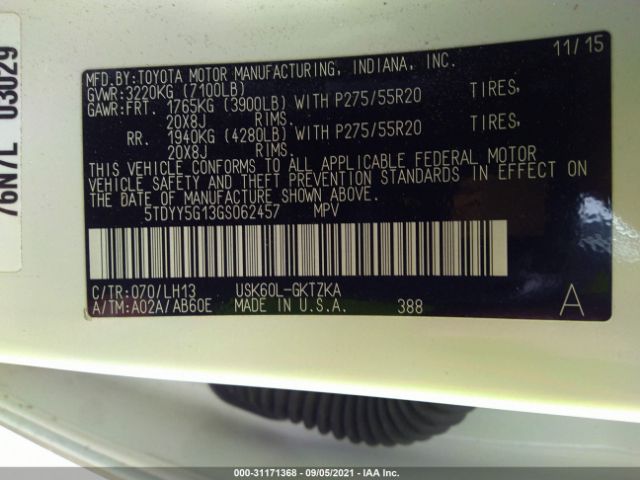 76N7L 03029
11/15
MFD.BY:TOYOTA MOTOR MANUFACTURING, INDIANA, INC.
GVWR:3220KG (7100LB)
GAWR:FRT. 1765KG (3900LB) WITH P275/55R20 TIRES,
20X8J RIMS.
RR. 1940KG (4280LB) WITH P275/55R20 TIRES,
20X8J RIMS.
THIS VEHICLE CONFORMS TO ALL APPLICABLE FEDERAL MOTOR
VEHICLE SAFETY AND THEFT PREVENTION STANDARDS IN EFFECT ON
THE DATE OF MANUFACTURE SHOWN ABOVE.
5TDYY5G13GS062457 MPV
C/TR:070/LH13 USK60L-GKTZKA
A/TM:A02A/AB60E MADE IN U.S.A. 388 A
000-31171368 - 09/05/2021 - IAA Inc.